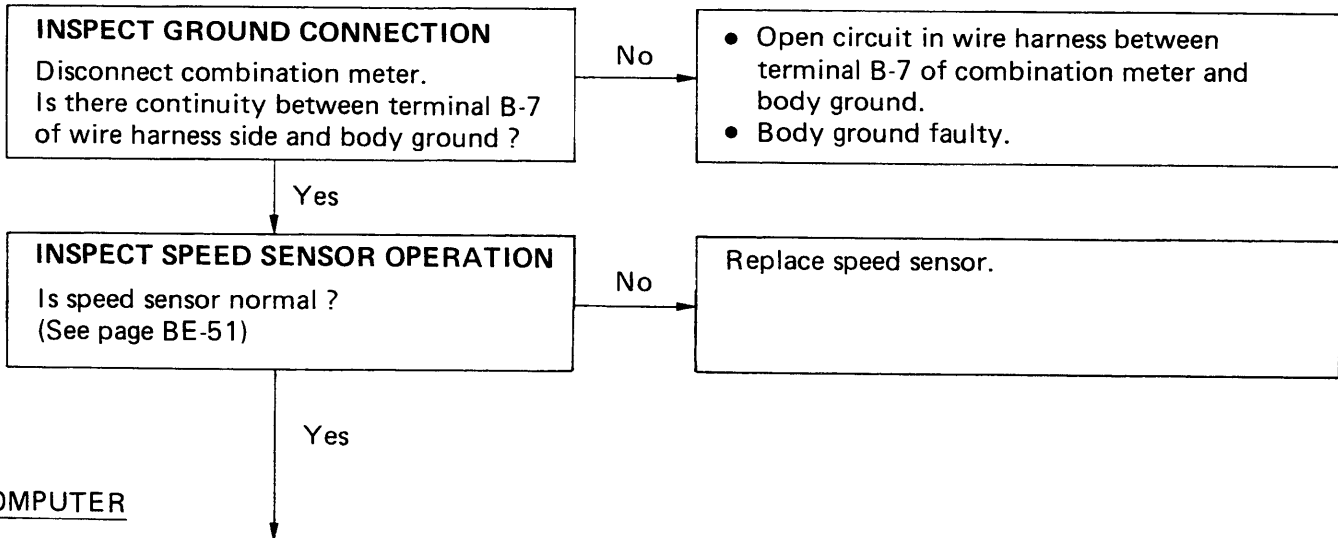 INSPECT GROUND CONNECTION
Disconnect combination meter.
Is there continuity between terminal B-7
of wire harness side and body ground ?
No
● Open circuit in wire harness between
terminal B-7 of combination meter and
body ground.
● Body ground faulty.
Yes
INSPECT SPEED SENSOR OPERATION
Is speed sensor normal ?
(See page BE-51)
No
Replace speed sensor.
Yes
OMPUTER